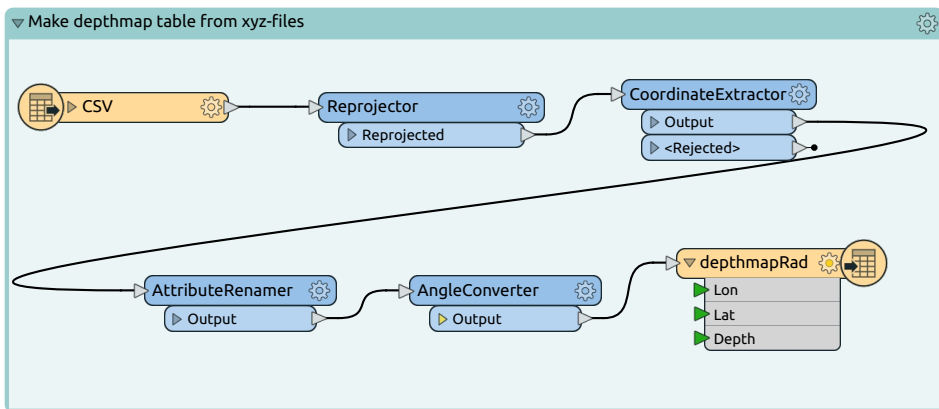 Make depthmap table from xyz-files
CSV
Reprojector
Reprojected
CoordinateExtractor
Output
<Rejected>
AttributeRenamer
Output
AngleConverter
Output
depthmapRad
Lon
Lat
Depth